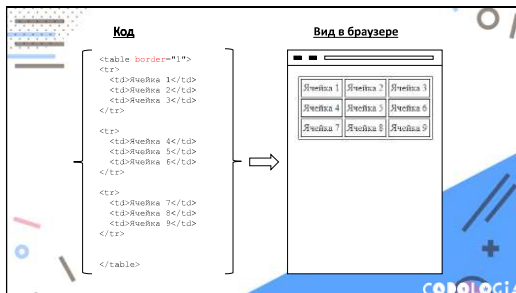 Код
<table border="1">
<tr>
<td>Ячейка 1</td>
<td>Ячейка 2</td>
<td>Ячейка 3</td>
</tr>
<tr>
<td>Ячейка 4</td>
<td>Ячейка 5</td>
<td>Ячейка 6</td>
</tr>
<tr>
<td>Ячейка 7</td>
<td>Ячейка 8</td>
<td>Ячейка 9</td>
</tr>
</table>
Вид в браузере
Ячейка 1 Ячейка 2 Ячейка 3
Ячейка 4 Ячейка 5 Ячейка 6
Ячейка 7 Ячейка 8 Ячейка 9
CODOLOGIA